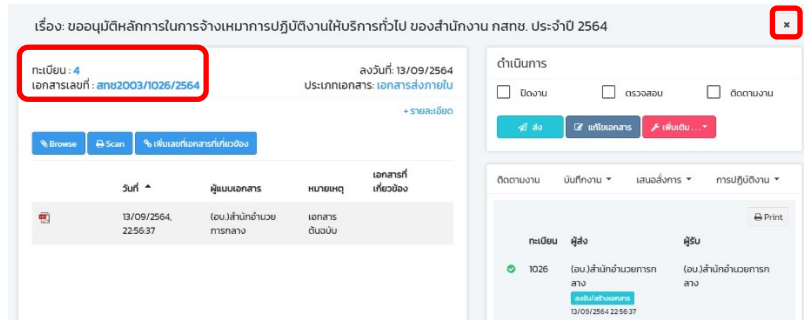 เรื่อง: ขออนุมัติหลักการในการจ้างเหมาการปฏิบัติงานให้บริการทั่วไป ของสำนักงาน กสทช. ประจำปี 2564
×
ทะเบียน : 4
ลงวันที่: 13/09/2564
เอกสารเลขที่ : สทช2003/1026/2564
ประเภทเอกสาร: เอกสารส่งภายใน
+ รายละเอียด
Browse
Scan
เพิ่มเลขที่เอกสารที่เกี่ยวข้อง
วันที่
ผู้แนบเอกสาร
หมายเหตุ
เอกสารที่
เกี่ยวข้อง
13/09/2564,
22:56:37
(อบ.)สำนักอำนวย
การกลาง
เอกสาร
ต้นฉบับ
ดำเนินการ
ปิดงาน
ตรวจสอบ
ติดตามงาน
ส่ง
แก้ไขเอกสาร
เพิ่มเติม...
ติดตามงาน
บันทึกงาน
เสนอสั่งการ
การปฏิบัติงาน
Print
ทะเบียน
ผู้ส่ง
ผู้รับ
1026
(อบ.)สำนักอำนวยการก
ลาง
(อบ.)สำนักอำนวยการก
ลาง
ลงรับ/สร้างเอกสาร
13/09/2564 22:56:37